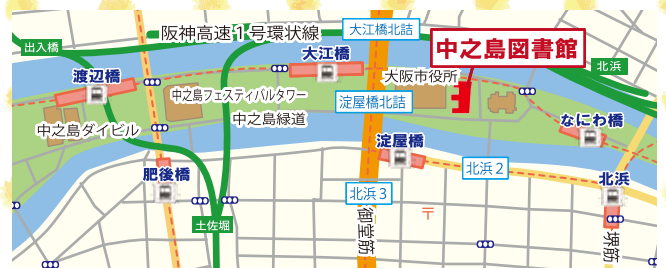 阪神高速1号環状線
大江橋北詰
中之島図書館
出入橋
大江橋
北浜
渡辺橋
大阪市役所
中之島フェスティバルタワー
淀屋橋北詰
中之島ダイビル
中之島緑道
なにわ橋
淀屋橋
肥後橋
北浜2
北浜
北浜3
〒
土佐堀
御堂筋
堺筋